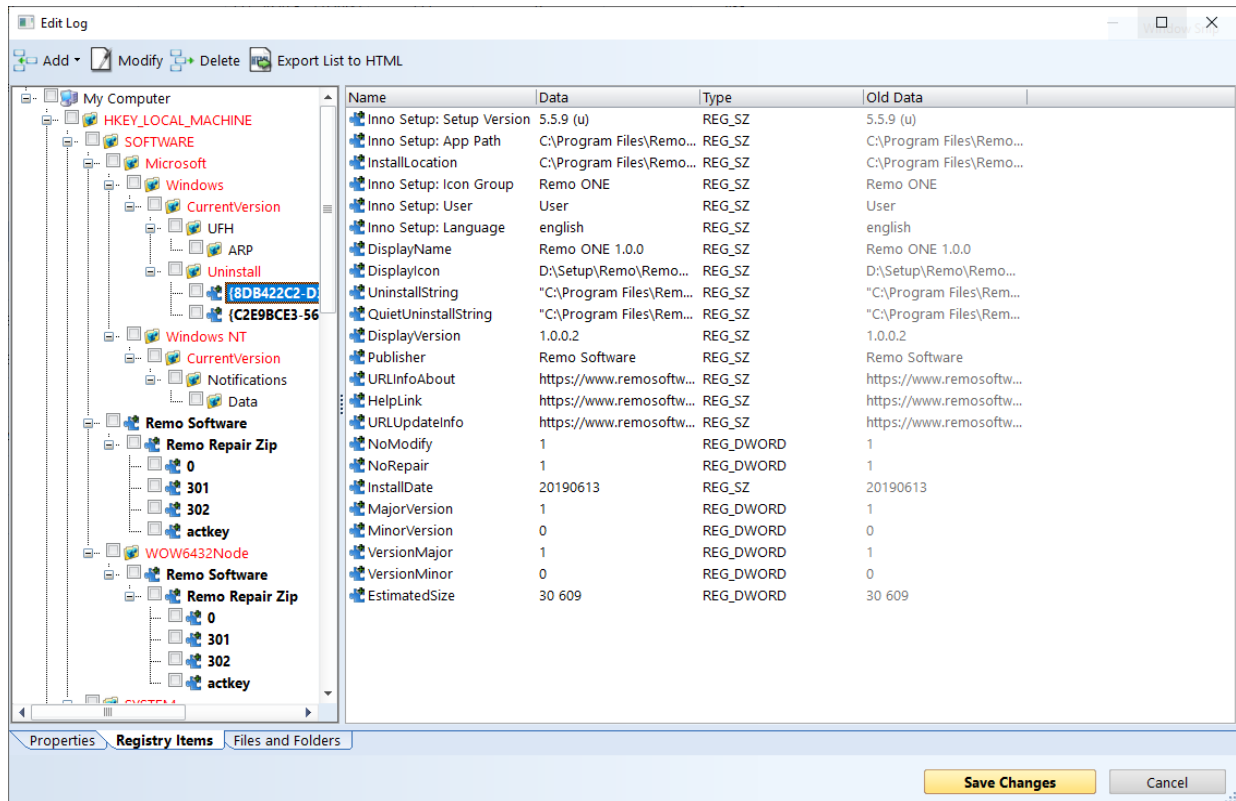 Edit Log
Window Snip
Add Modify Delete Export List to HTML
My Computer
HKEY_LOCAL_MACHINE
SOFTWARE
Microsoft
Windows
CurrentVersion
UFH
ARP
Uninstall
{8DB422C2-D
{C2E9BCE3-56
Windows NT
CurrentVersion
Notifications
Data
Remo Software
Remo Repair Zip
0
301
302
actkey
WOW6432Node
Remo Software
Remo Repair Zip
0
301
302
actkey
SYSTEM
Name Data Type Old Data
Inno Setup: Setup Version 5.5.9 (u) REG_SZ 5.5.9 (u)
Inno Setup: App Path C:\Program Files\Remo... REG_SZ C:\Program Files\Remo...
InstallLocation C:\Program Files\Remo... REG_SZ C:\Program Files\Remo...
Inno Setup: Icon Group Remo ONE REG_SZ Remo ONE
Inno Setup: User User REG_SZ User
Inno Setup: Language english REG_SZ english
DisplayName Remo ONE 1.0.0 REG_SZ Remo ONE 1.0.0
DisplayIcon D:\Setup\Remo\Remo... REG_SZ D:\Setup\Remo\Remo...
UninstallString "C:\Program Files\Rem... REG_SZ "C:\Program Files\Rem...
QuietUninstallString "C:\Program Files\Rem... REG_SZ "C:\Program Files\Rem...
DisplayVersion 1.0.0.2 REG_SZ 1.0.0.2
Publisher Remo Software REG_SZ Remo Software
URLInfoAbout https://www.remosoftw... REG_SZ https://www.remosoftw...
HelpLink https://www.remosoftw... REG_SZ https://www.remosoftw...
URLUpdateInfo https://www.remosoftw... REG_SZ https://www.remosoftw...
NoModify 1 REG_DWORD 1
NoRepair 1 REG_DWORD 1
InstallDate 20190613 REG_SZ 20190613
MajorVersion 1 REG_DWORD 1
MinorVersion 0 REG_DWORD 0
VersionMajor 1 REG_DWORD 1
VersionMinor 0 REG_DWORD 0
EstimatedSize 30 609 REG_DWORD 30 609
Properties Registry Items Files and Folders
Save Changes Cancel